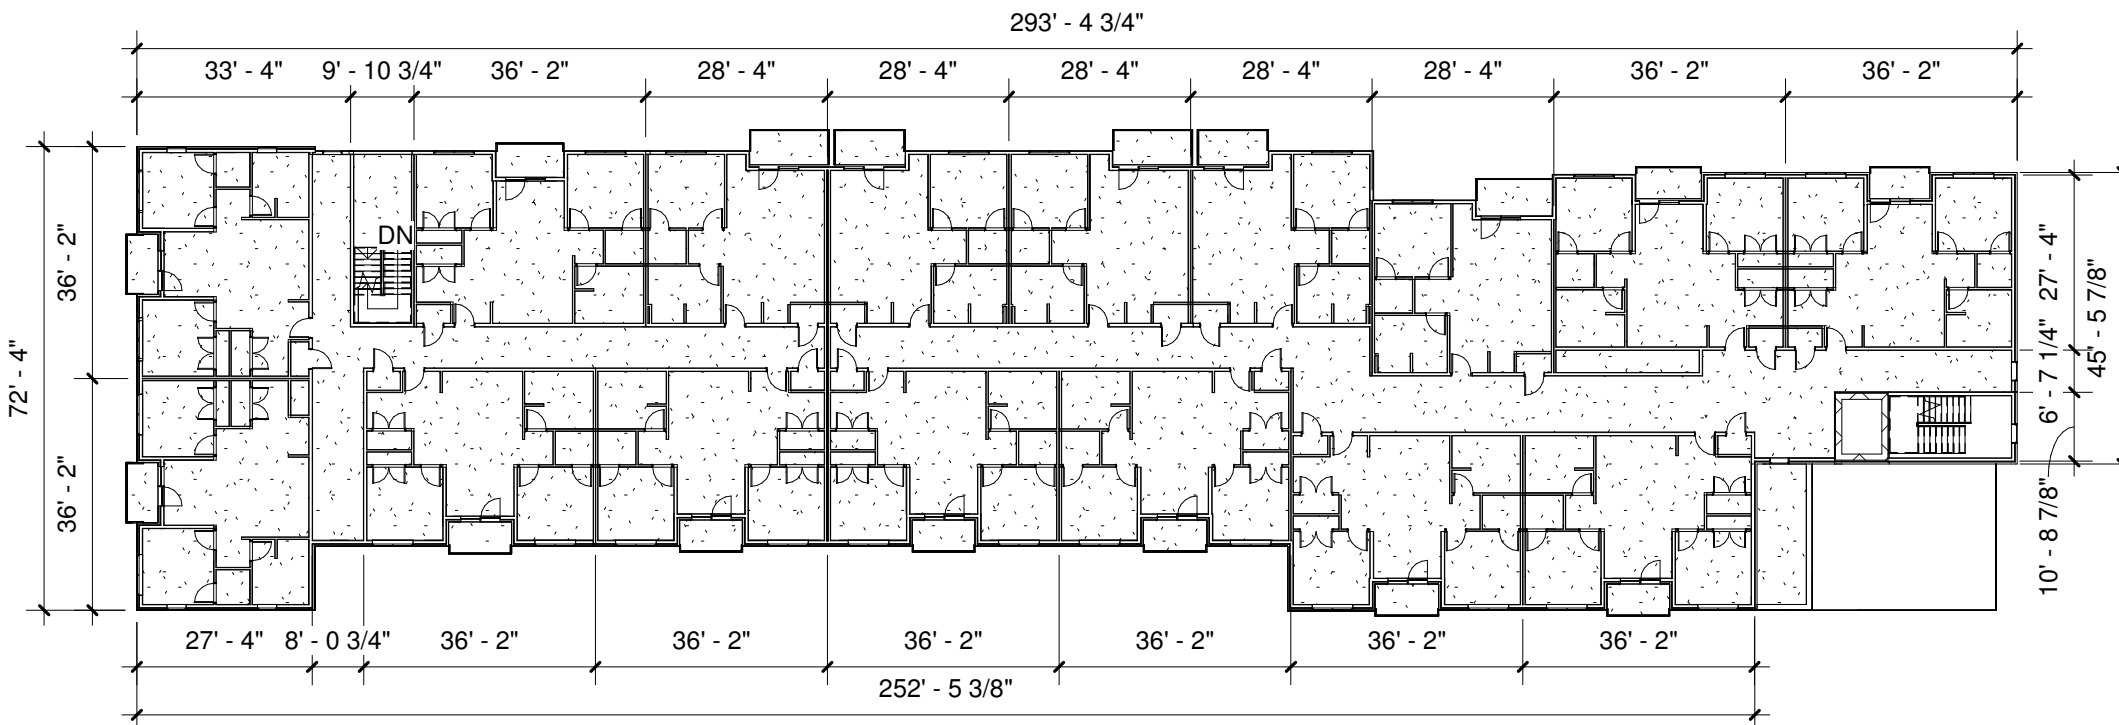 293' - 4 3/4"
33' - 4" 9' - 10 3/4" 36' - 2" 28' - 4" 28' - 4" 28' - 4" 28' - 4" 28' - 4" 36' - 2" 36' - 2"
DN
72' - 4"
36' - 2"
36' - 2"
27' - 4"
6' - 7 1/4"
45' - 5 7/8"
10' - 8 7/8"
27' - 4" 8' - 0 3/4" 36' - 2" 36' - 2" 36' - 2" 36' - 2" 36' - 2" 36' - 2"
252' - 5 3/8"